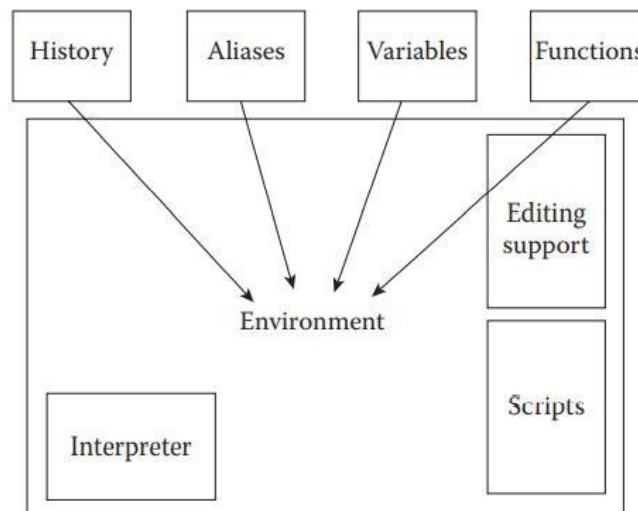 History
Aliases
Variables
Functions
Editing
support
Environment
Scripts
Interpreter